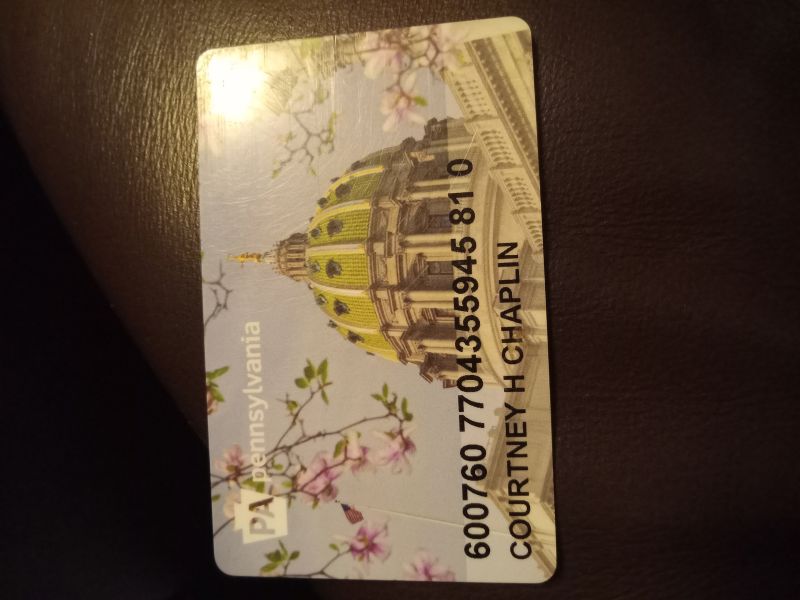 PA pennsylvania
600760 7704355945 81 0
COURTNEY H CHAPLIN